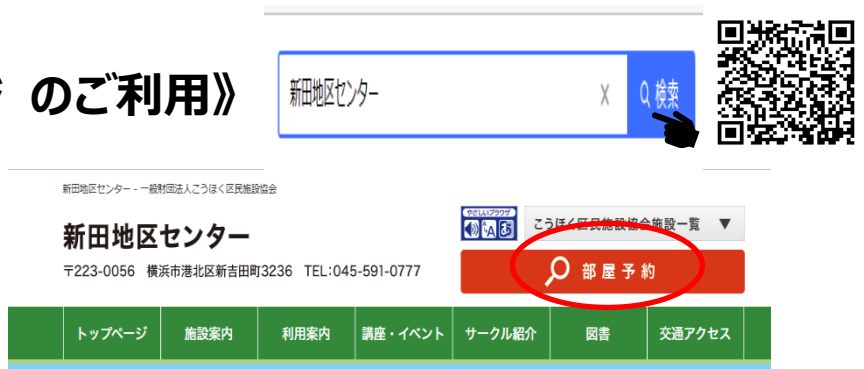 のご利用》
新田地区センター X 検索
新田地区センター - 一般財団法人こうほく区民施設協会
新田地区センター
〒223-0056 横浜市港北区新吉田町3236 TEL:045-591-0777
やさしいブラウザ
こうほく区民施設協会施設一覧 ▼
部屋予約
トップページ 施設案内 利用案内 講座・イベント サークル紹介 図書 交通アクセス